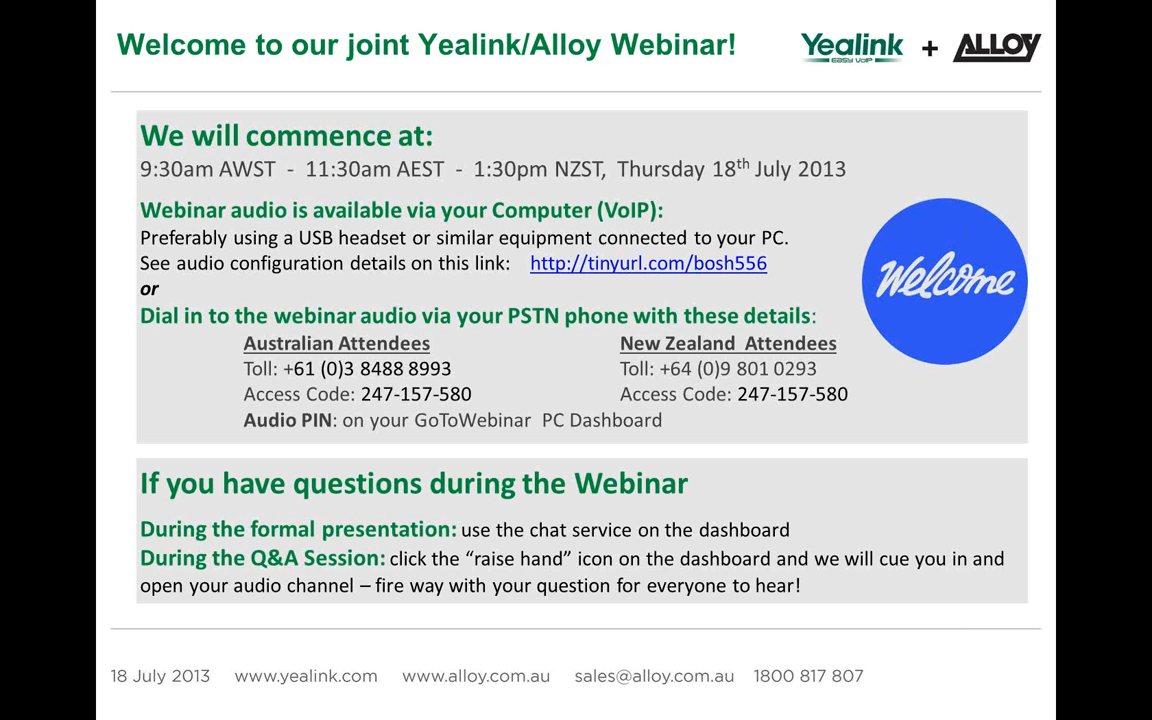 Welcome to our joint Yealink/Alloy Webinar!
Yealink + ALLOY
EASY VOIP
We will commence at:
9:30am AWST - 11:30am AEST - 1:30pm NZST, Thursday 18th July 2013
Webinar audio is available via your Computer (VoIP):
Preferably using a USB headset or similar equipment connected to your PC.
See audio configuration details on this link: http://tinyurl.com/bosh556
or
Welcome
Dial in to the webinar audio via your PSTN phone with these details:
Australian Attendees New Zealand Attendees
Toll: +61 (0)3 8488 8993 Toll: +64 (0)9 801 0293
Access Code: 247-157-580 Access Code: 247-157-580
Audio PIN: on your GoToWebinar PC Dashboard
If you have questions during the Webinar
During the formal presentation: use the chat service on the dashboard
During the Q&A Session: click the “raise hand” icon on the dashboard and we will cue you in and
open your audio channel – fire way with your question for everyone to hear!
18 July 2013 www.yealink.com www.alloy.com.au sales@alloy.com.au 1800 817 807